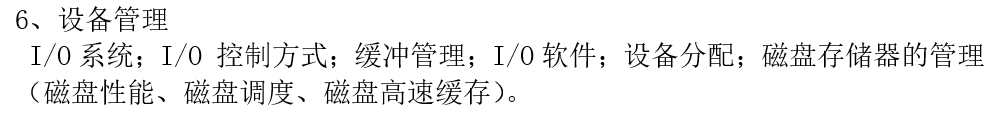 6、设备管理
I/O系统；I/O 控制方式；缓冲管理；I/O软件；设备分配；磁盘存储器的管理
（磁盘性能、磁盘调度、磁盘高速缓存）。